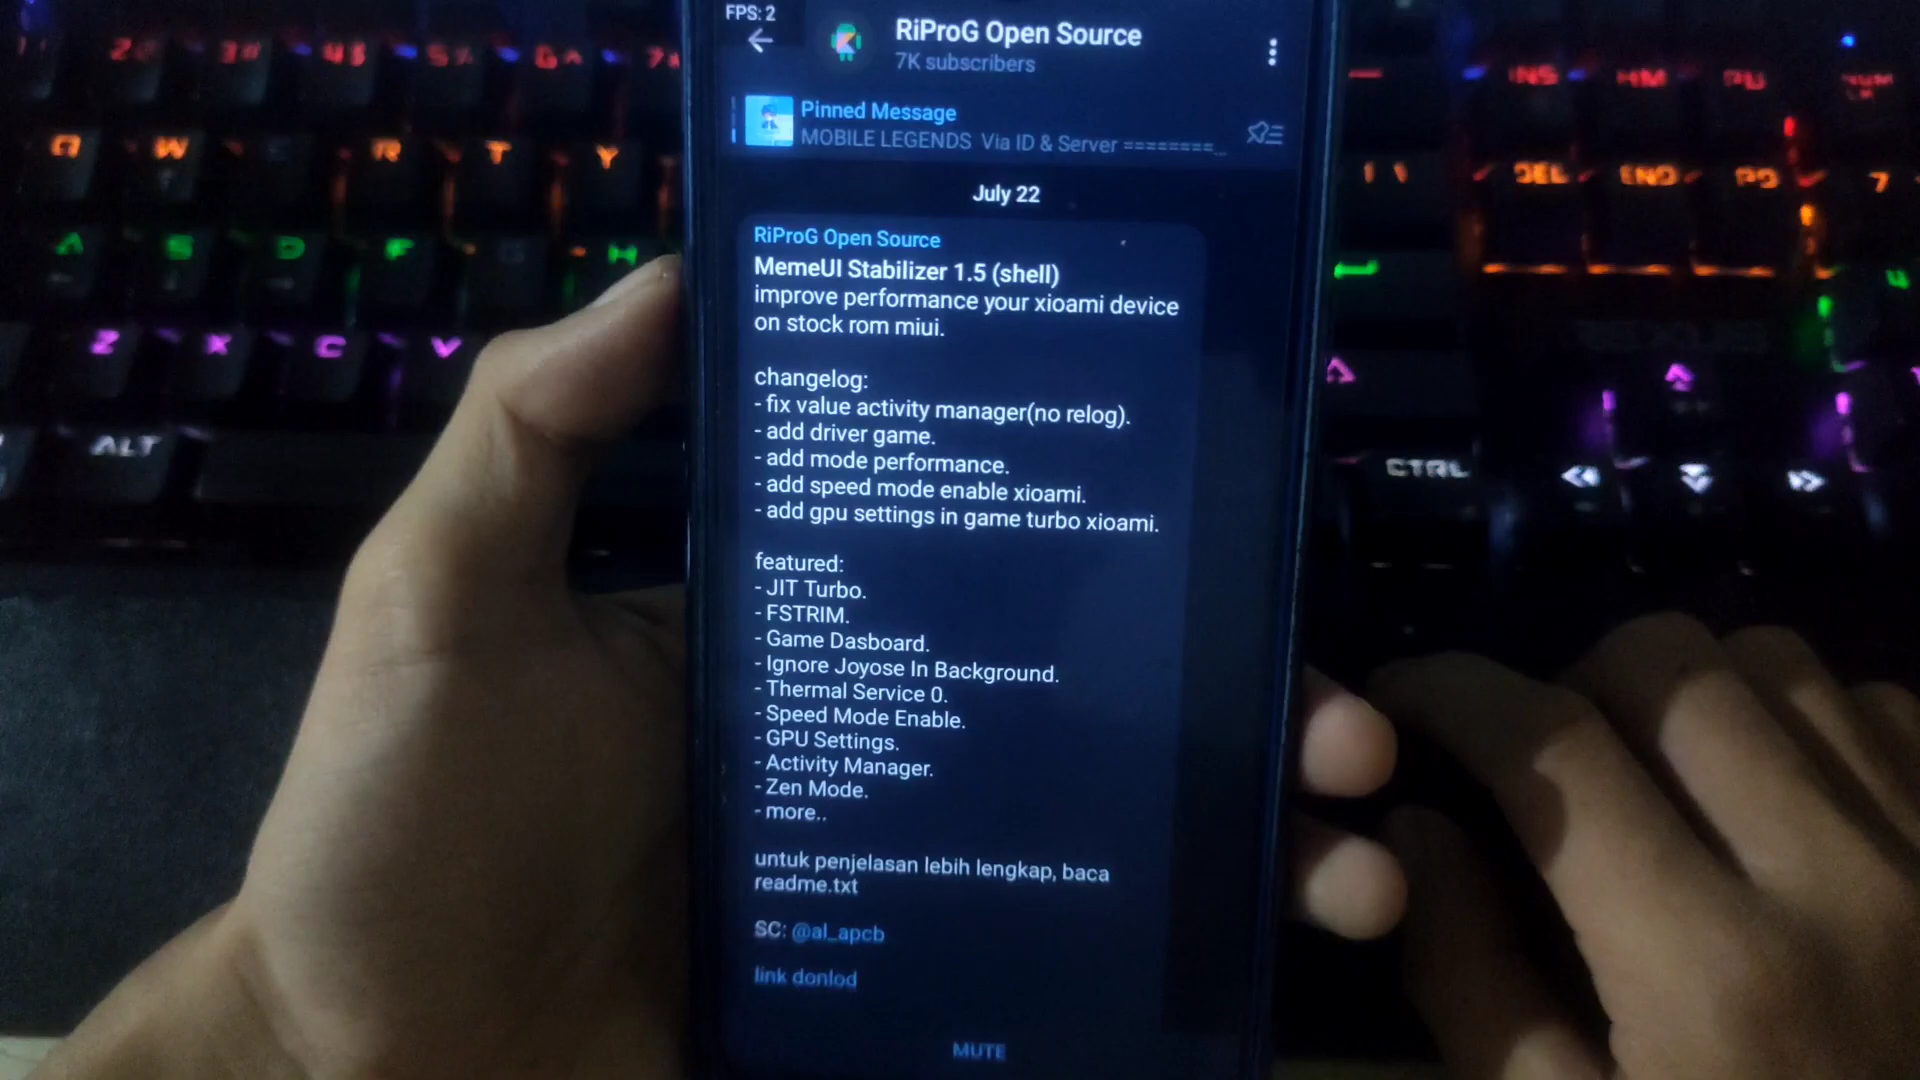 FPS: 2
RiProG Open Source
7K subscribers
Pinned Message
MOBILE LEGENDS Via ID & Server ========...
July 22
RiProG Open Source
MemeUI Stabilizer 1.5 (shell)
improve performance your xioami device
on stock rom miui.
changelog:
- fix value activity manager(no relog).
- add driver game.
- add mode performance.
- add speed mode enable xioami.
- add gpu settings in game turbo xioami.
featured:
- JIT Turbo.
- FSTRIM.
- Game Dasboard.
- Ignore Joyose In Background.
- Thermal Service 0.
- Speed Mode Enable.
- GPU Settings.
- Activity Manager.
- Zen Mode.
- more..
untuk penjelasan lebih lengkap, baca
readme.txt
SC: @al_apcb
link donlod
MUTE
INS HM PU
W R T Y
DEL END PD 7
A S D F H
Z X C V
ALT
CTRL